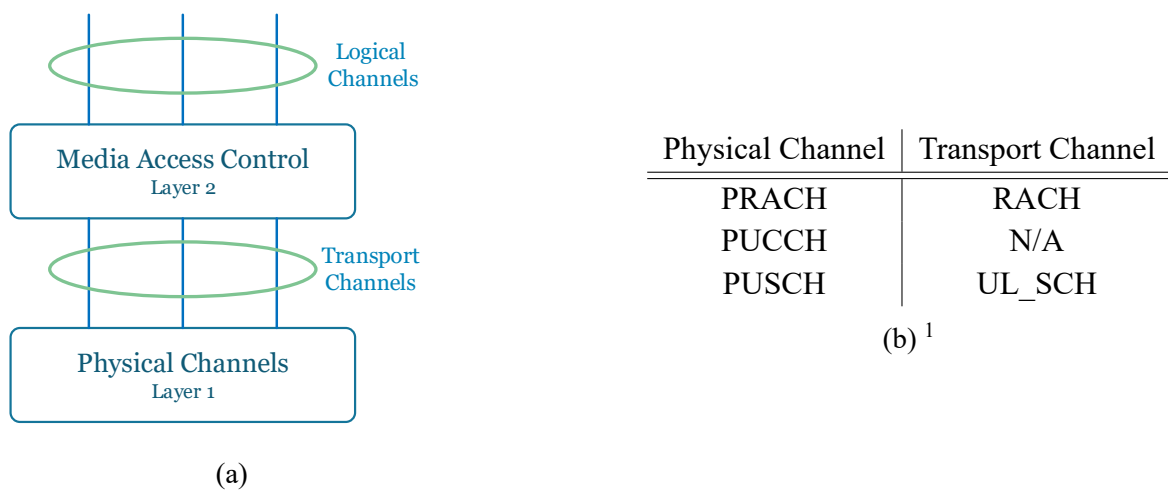 Logical
Channels
Media Access Control
Layer 2
Transport
Channels
Physical Channels
Layer 1
(a)
Physical Channel Transport Channel
PRACH RACH
PUCCH N/A
PUSCH UL_SCH
(b) 1